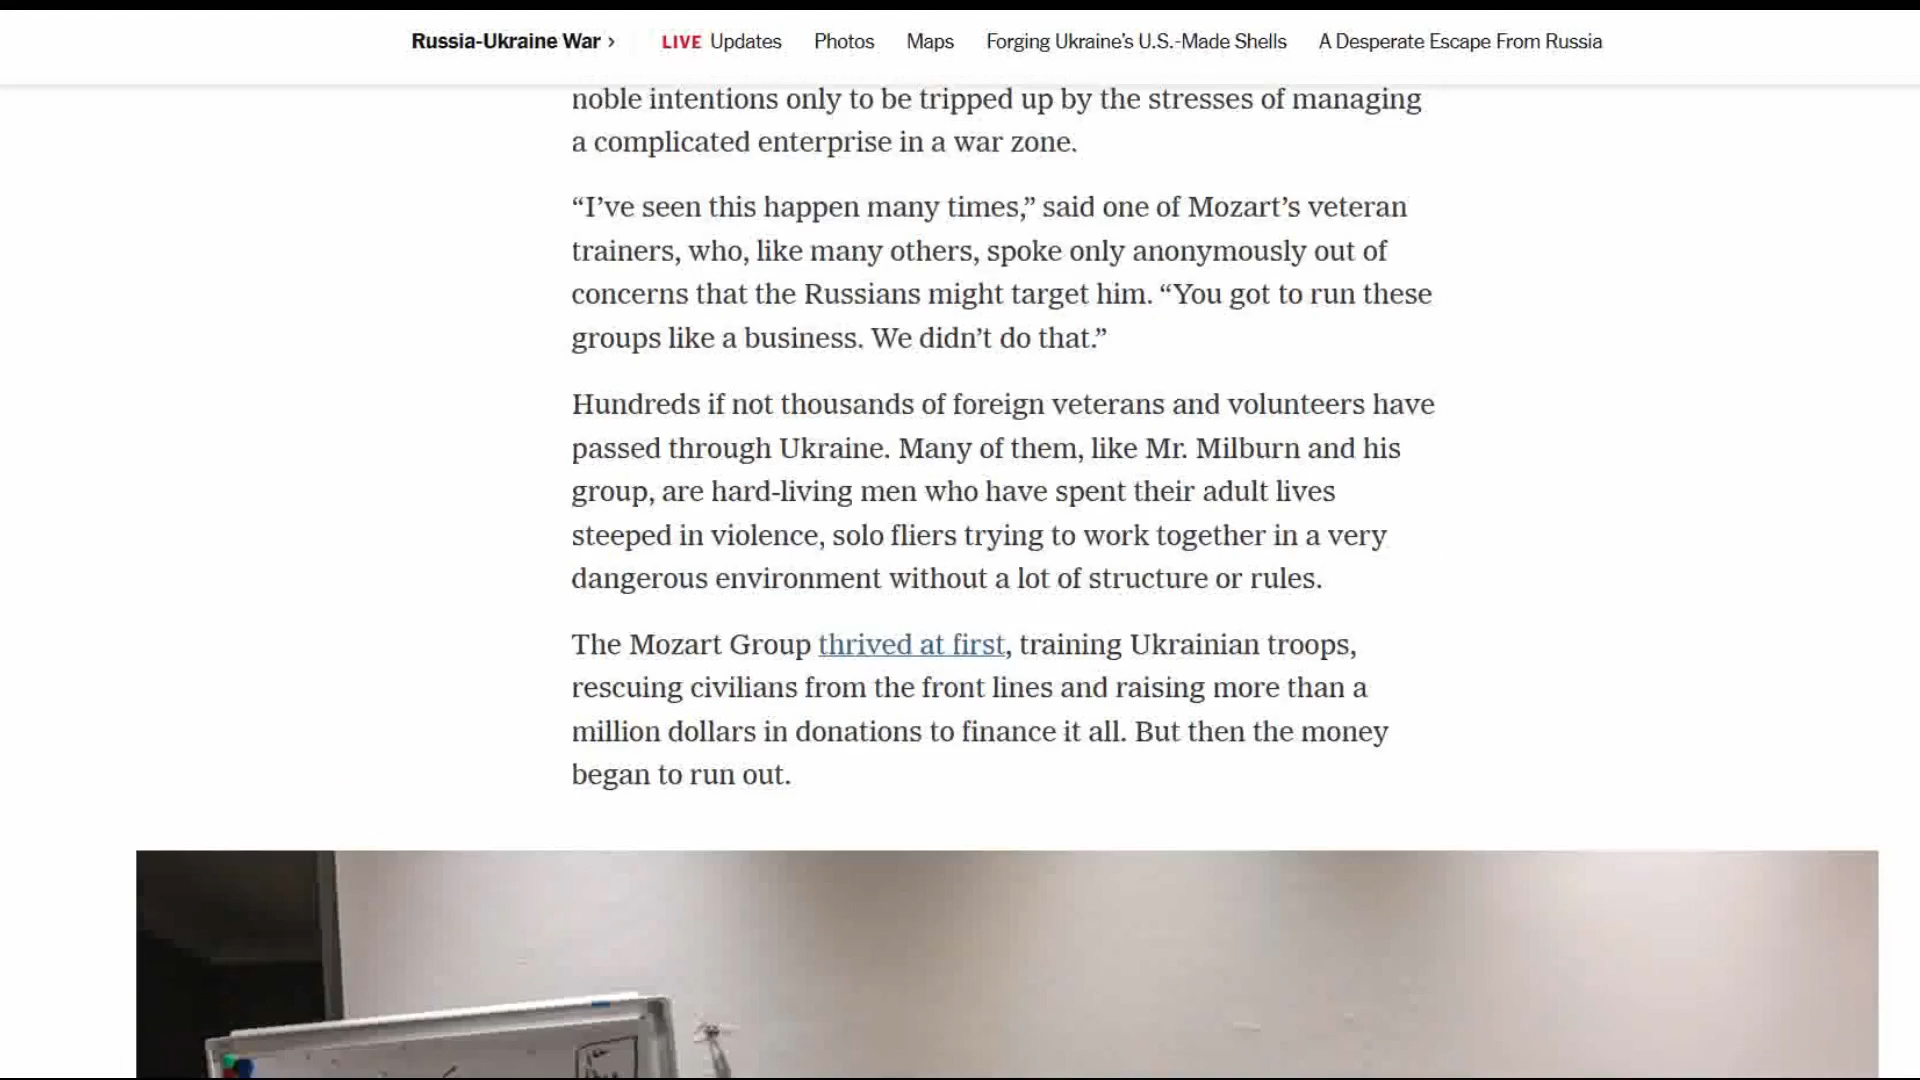 Russia-Ukraine War › LIVE Updates Photos Maps Forging Ukraine’s U.S.-Made Shells A Desperate Escape From Russia
noble intentions only to be tripped up by the stresses of managing
a complicated enterprise in a war zone.
“I’ve seen this happen many times,” said one of Mozart’s veteran
trainers, who, like many others, spoke only anonymously out of
concerns that the Russians might target him. “You got to run these
groups like a business. We didn’t do that.”
Hundreds if not thousands of foreign veterans and volunteers have
passed through Ukraine. Many of them, like Mr. Milburn and his
group, are hard-living men who have spent their adult lives
steeped in violence, solo fliers trying to work together in a very
dangerous environment without a lot of structure or rules.
The Mozart Group thrived at first, training Ukrainian troops,
rescuing civilians from the front lines and raising more than a
million dollars in donations to finance it all. But then the money
began to run out.